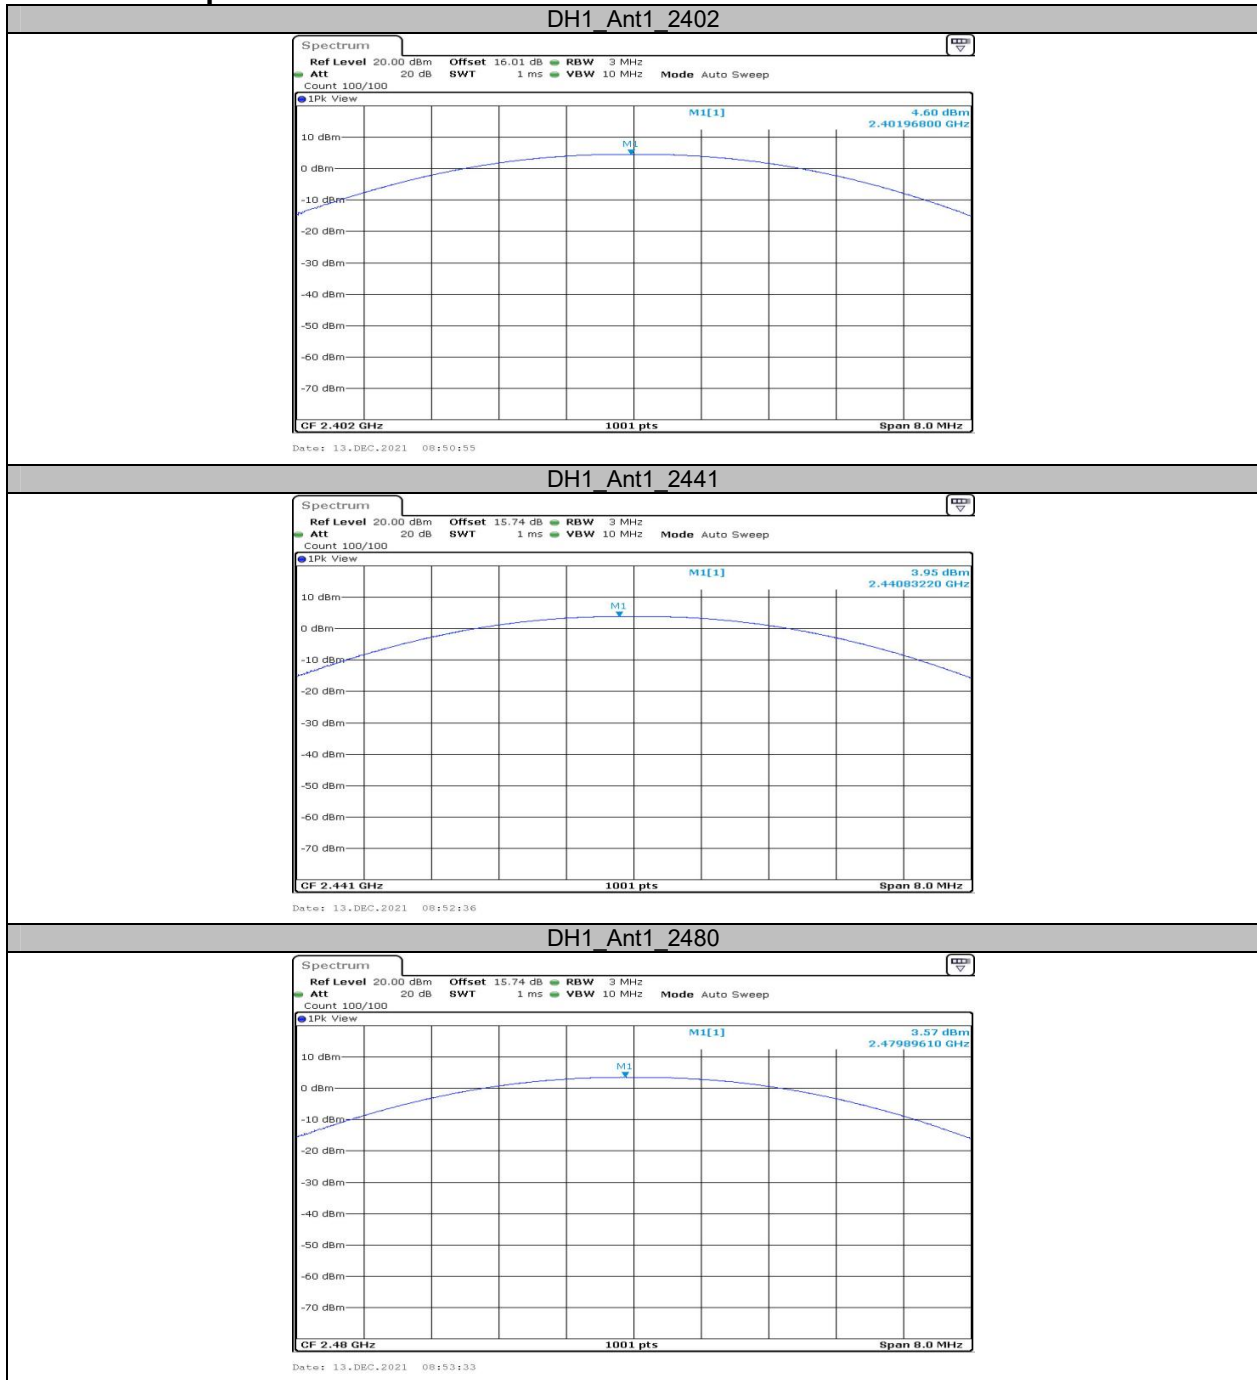 DH1_Ant1_2402
Spectrum
Ref Level 20.00 dBm Offset 16.01 dB RBW 3 MHz
Att 20 dB SWT 1 ms VBW 10 MHz Mode Auto Sweep
Count 100/100
1Pk View
M1[1] 4.60 dBm
2.40196800 GHz
10 dBm
M1
0 dBm
-10 dBm
-20 dBm
-30 dBm
-40 dBm
-50 dBm
-60 dBm
-70 dBm
CF 2.402 GHz 1001 pts Span 8.0 MHz
Date: 13.DEC.2021 08:50:55
DH1_Ant1_2441
Spectrum
Ref Level 20.00 dBm Offset 15.74 dB RBW 3 MHz
Att 20 dB SWT 1 ms VBW 10 MHz Mode Auto Sweep
Count 100/100
1Pk View
M1[1] 3.95 dBm
2.44083220 GHz
10 dBm
M1
0 dBm
-10 dBm
-20 dBm
-30 dBm
-40 dBm
-50 dBm
-60 dBm
-70 dBm
CF 2.441 GHz 1001 pts Span 8.0 MHz
Date: 13.DEC.2021 08:52:36
DH1_Ant1_2480
Spectrum
Ref Level 20.00 dBm Offset 15.74 dB RBW 3 MHz
Att 20 dB SWT 1 ms VBW 10 MHz Mode Auto Sweep
Count 100/100
1Pk View
M1[1] 3.57 dBm
2.47989610 GHz
10 dBm
M1
0 dBm
-10 dBm
-20 dBm
-30 dBm
-40 dBm
-50 dBm
-60 dBm
-70 dBm
CF 2.48 GHz 1001 pts Span 8.0 MHz
Date: 13.DEC.2021 08:53:33